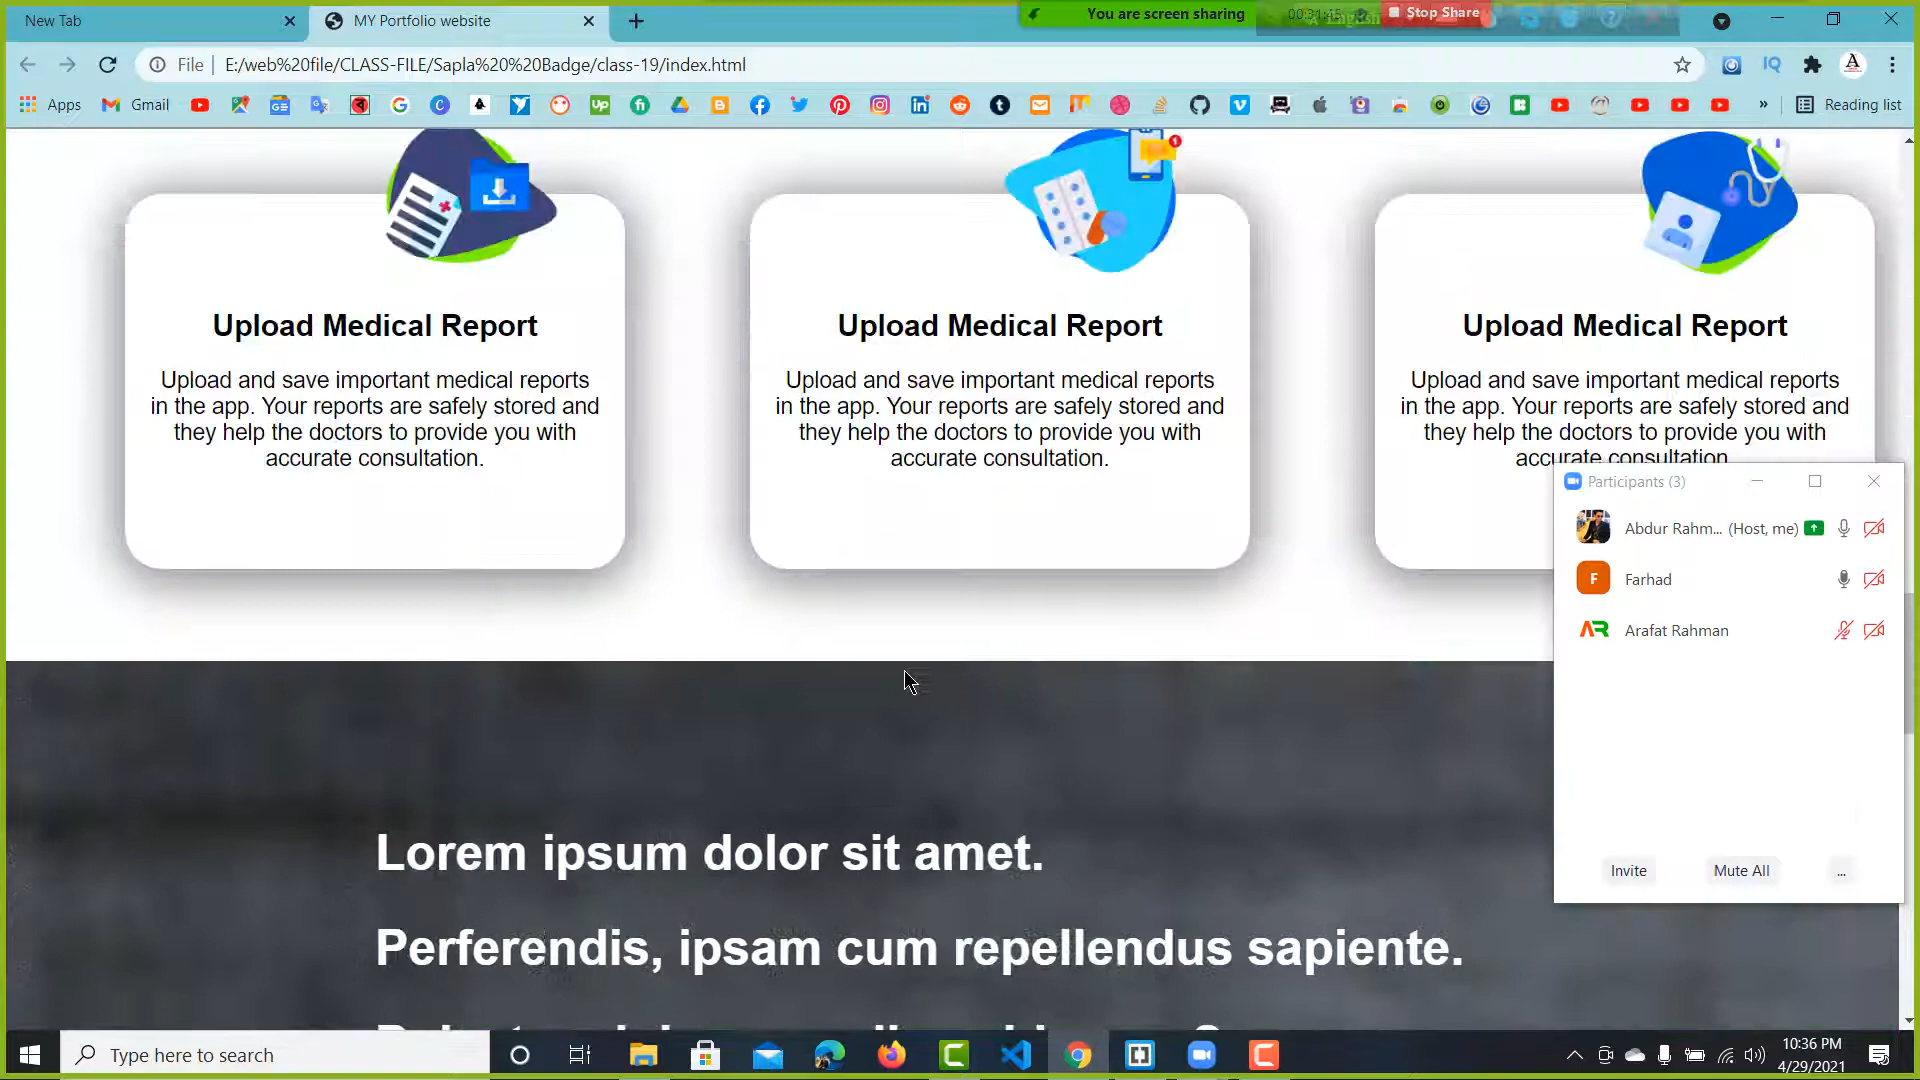 New Tab
MY Portfolio website
You are screen sharing
Stop Share
File
E:/web%20file/CLASS-FILE/Sapla%20%20Badge/class-19/index.html
Apps
Gmail
Reading list
Upload Medical Report
Upload and save important medical reports
in the app. Your reports are safely stored and
they help the doctors to provide you with
accurate consultation.
Upload Medical Report
Upload and save important medical reports
in the app. Your reports are safely stored and
they help the doctors to provide you with
accurate consultation.
Upload Medical Report
Upload and save important medical reports
in the app. Your reports are safely stored and
they help the doctors to provide you with
accurate consultation.
Participants (3)
Abdur Rahm... (Host, me)
F Farhad
AR Arafat Rahman
Invite
Mute All
...
Lorem ipsum dolor sit amet.
Perferendis, ipsam cum repellendus sapiente.
Type here to search
10:36 PM
4/29/2021